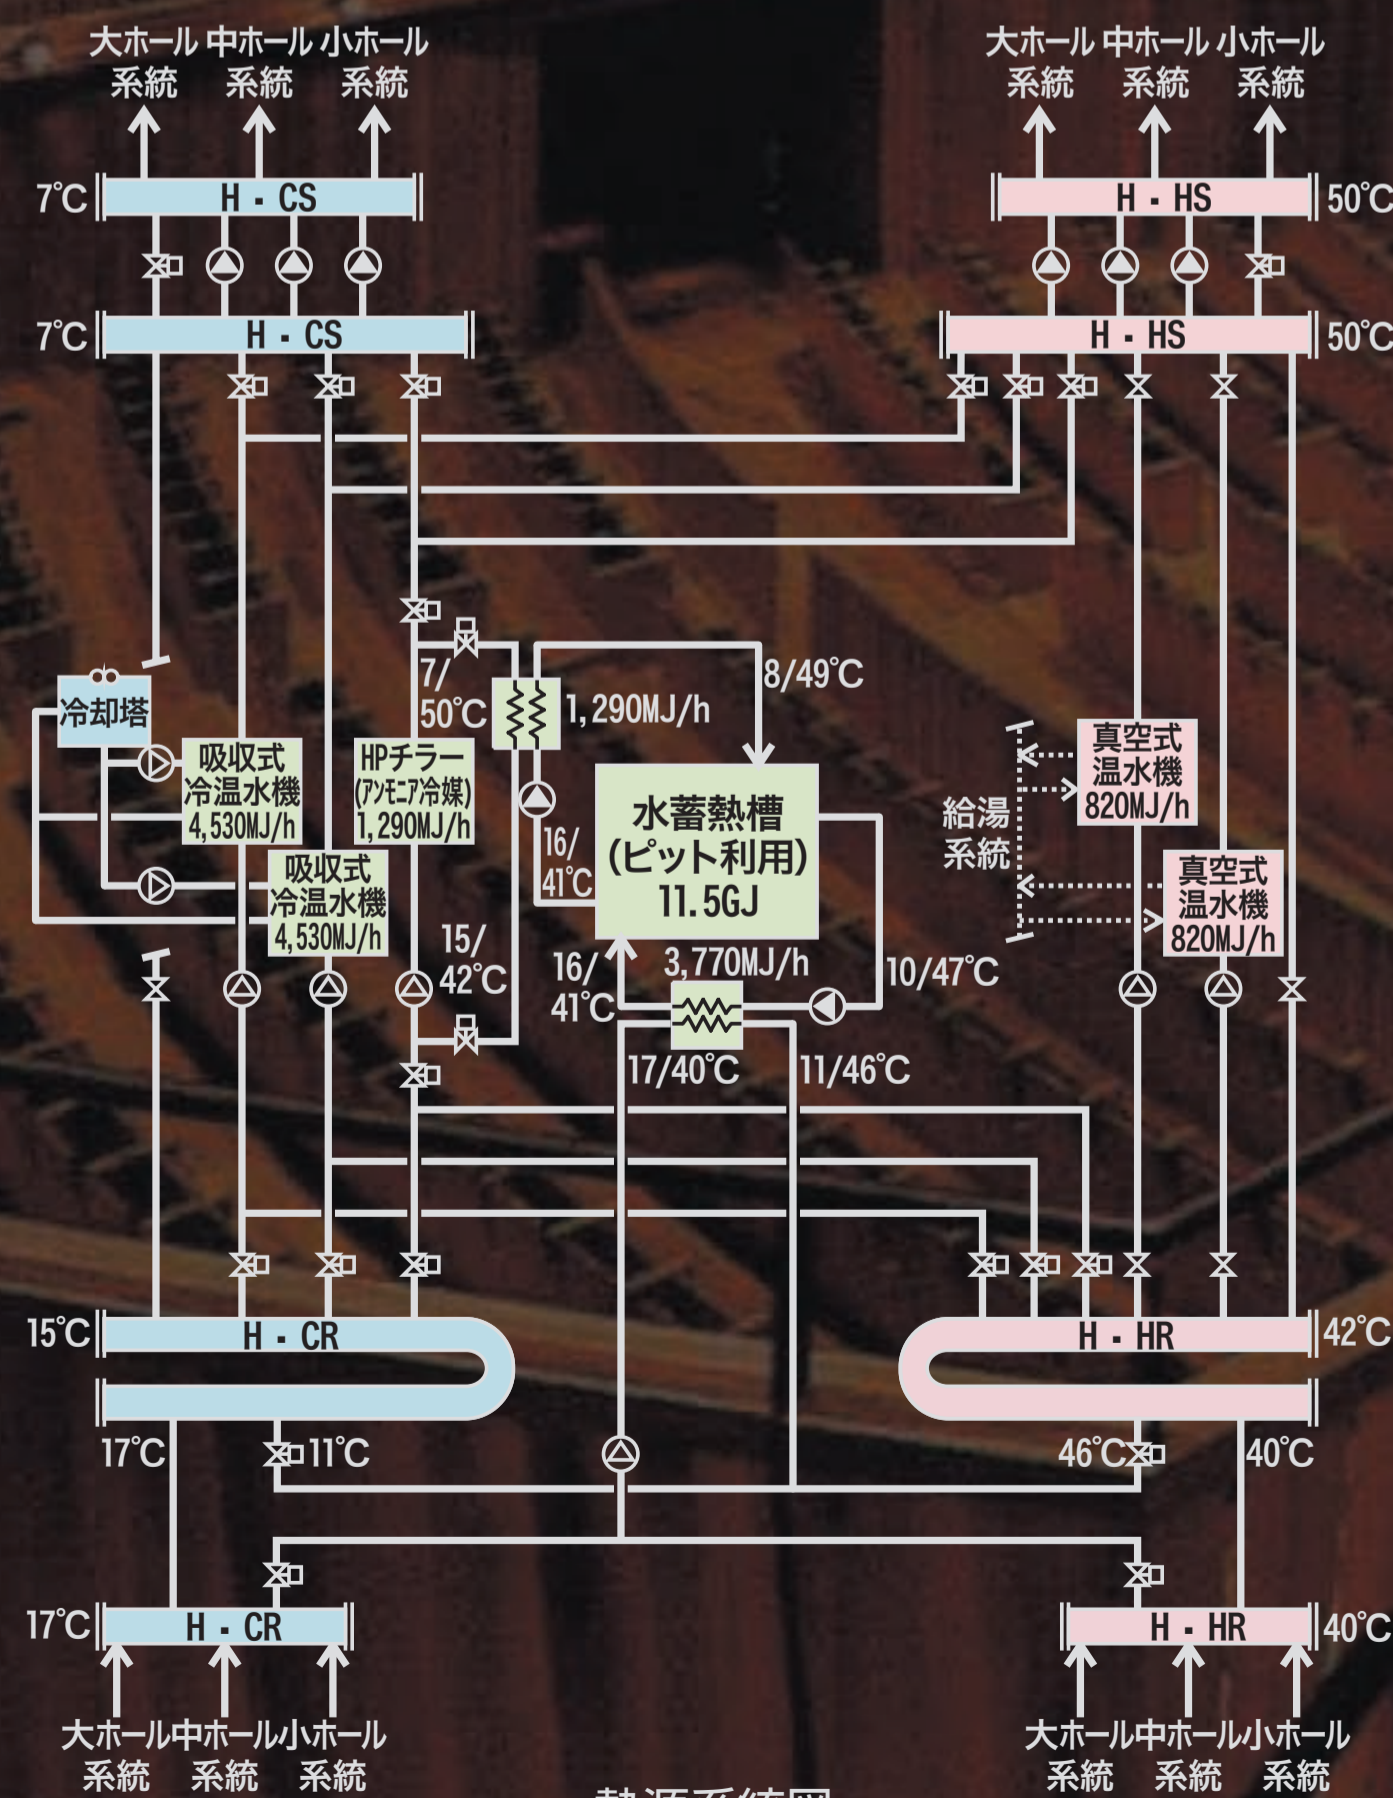 大ホール 中ホール 小ホール
系統 系統 系統
大ホール 中ホール 小ホール
系統 系統 系統
7℃ H - CS
H - HS 50℃
7℃ H - CS
H - HS 50℃
7/
50℃
1,290MJ/h
8/49℃
冷却塔
吸収式
冷温水機
4,530MJ/h
HPチラー
(アンモニア冷媒)
1,290MJ/h
吸収式
冷温水機
4,530MJ/h
16/
41℃
水蓄熱槽
(ピット利用)
11.5GJ
給湯
系統
真空式
温水機
820MJ/h
真空式
温水機
820MJ/h
15/
42℃
16/
41℃
3,770MJ/h
10/47℃
17/40℃
11/46℃
15℃ H - CR
H - HR 42℃
17℃ 11℃
46℃ 40℃
17℃ H - CR
H - HR 40℃
大ホール 中ホール 小ホール
系統 系統 系統
大ホール 中ホール 小ホール
系統 系統 系統
熱源系統図